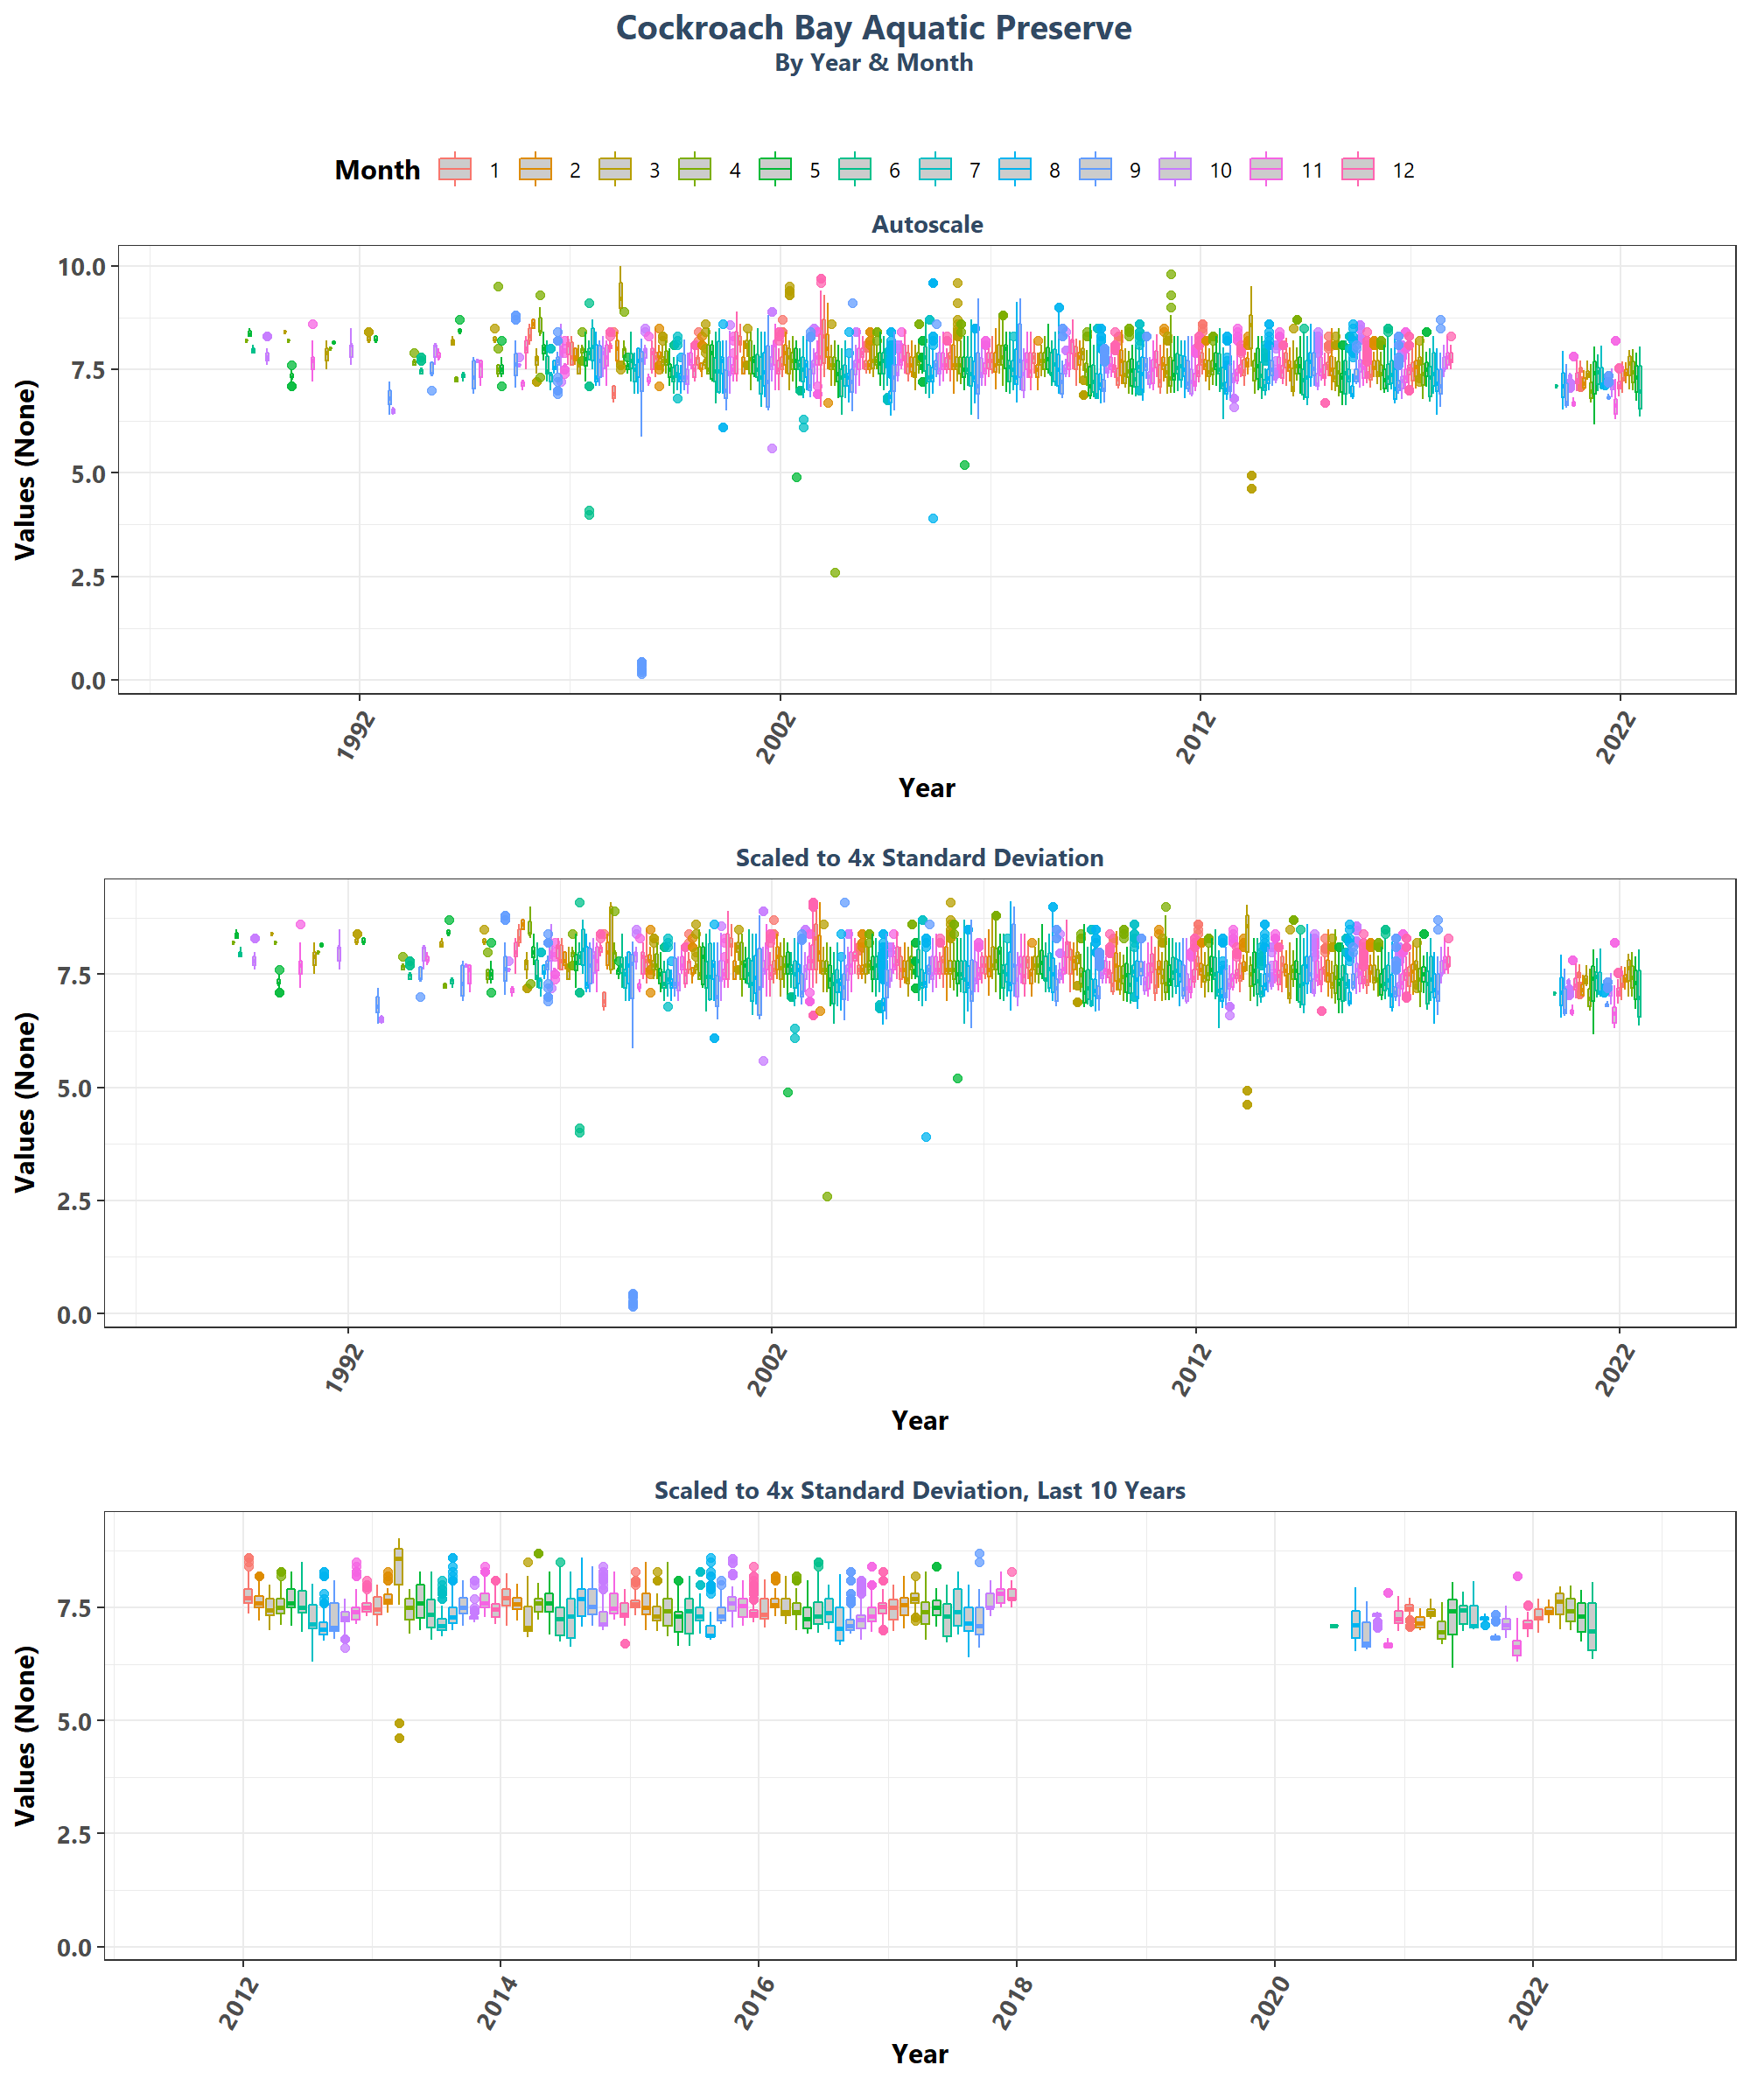 Cockroach Bay Aquatic Preserve
By Year & Month
Month 1 2 3 4 5 6 7 8 9 10 11 12
Autoscale
10.0
7.5
5.0
2.5
0.0
Values (None)
1992 2002 2012 2022
Year
Scaled to 4x Standard Deviation
7.5
5.0
2.5
0.0
Values (None)
1992 2002 2012 2022
Year
Scaled to 4x Standard Deviation, Last 10 Years
7.5
5.0
2.5
0.0
Values (None)
2012 2014 2016 2018 2020 2022
Year